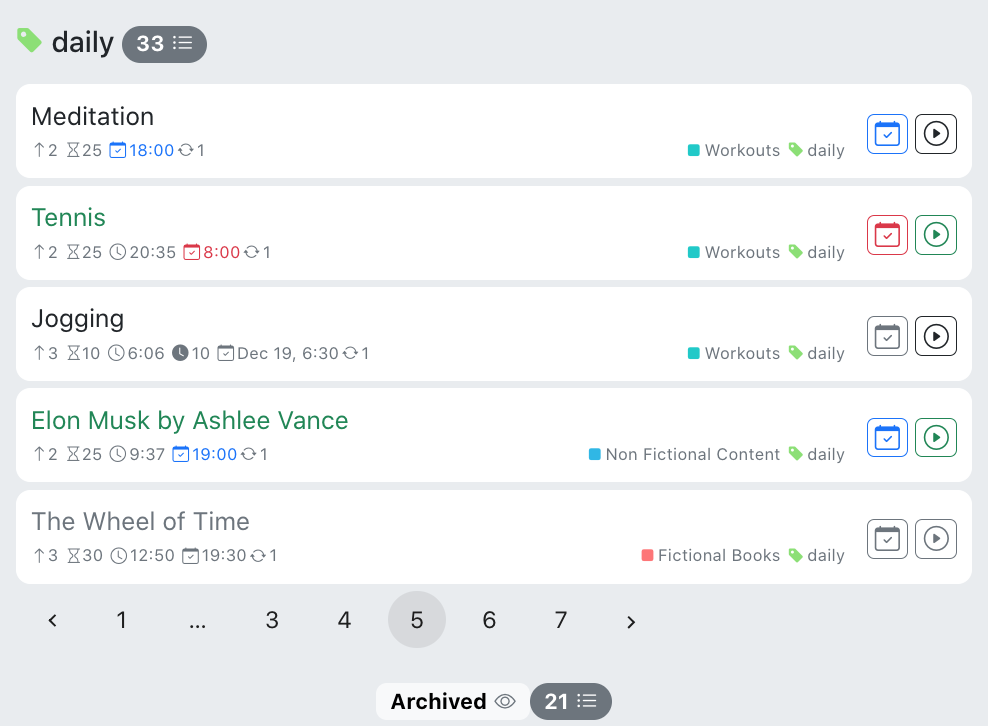 daily 33
Meditation
2 25 18:00 1 Workouts daily
Tennis
2 25 20:35 8:00 1 Workouts daily
Jogging
3 10 6:06 10 Dec 19, 6:30 1 Workouts daily
Elon Musk by Ashlee Vance
2 25 9:37 19:00 1 Non Fictional Content daily
The Wheel of Time
3 30 12:50 19:30 1 Fictional Books daily
1 ... 3 4 5 6 7
Archived 21